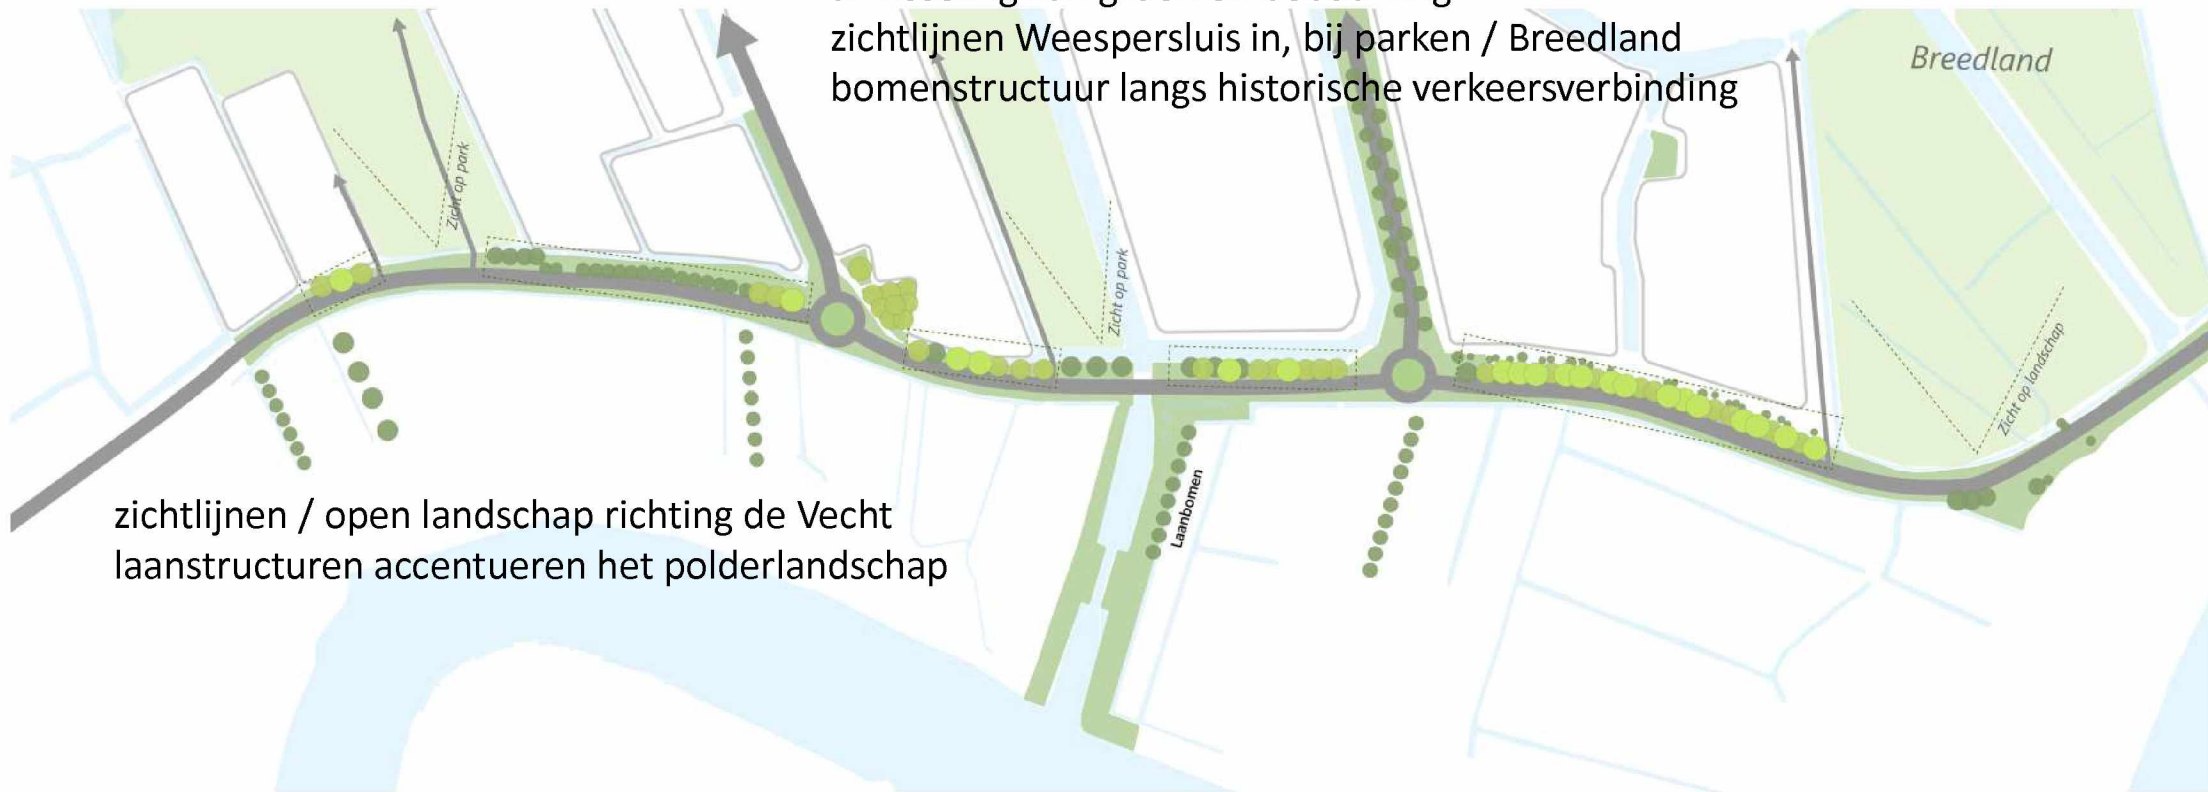 zichtlijnen Weespersluis in, bij parken / Breedland
bomenstructuur langs historische verkeersverbinding
Breedland
Zicht op park
Zicht op park
Zicht op landschap
Laanbomen
zichtlijnen / open landschap richting de Vecht
laanstructuren accentueren het polderlandschap